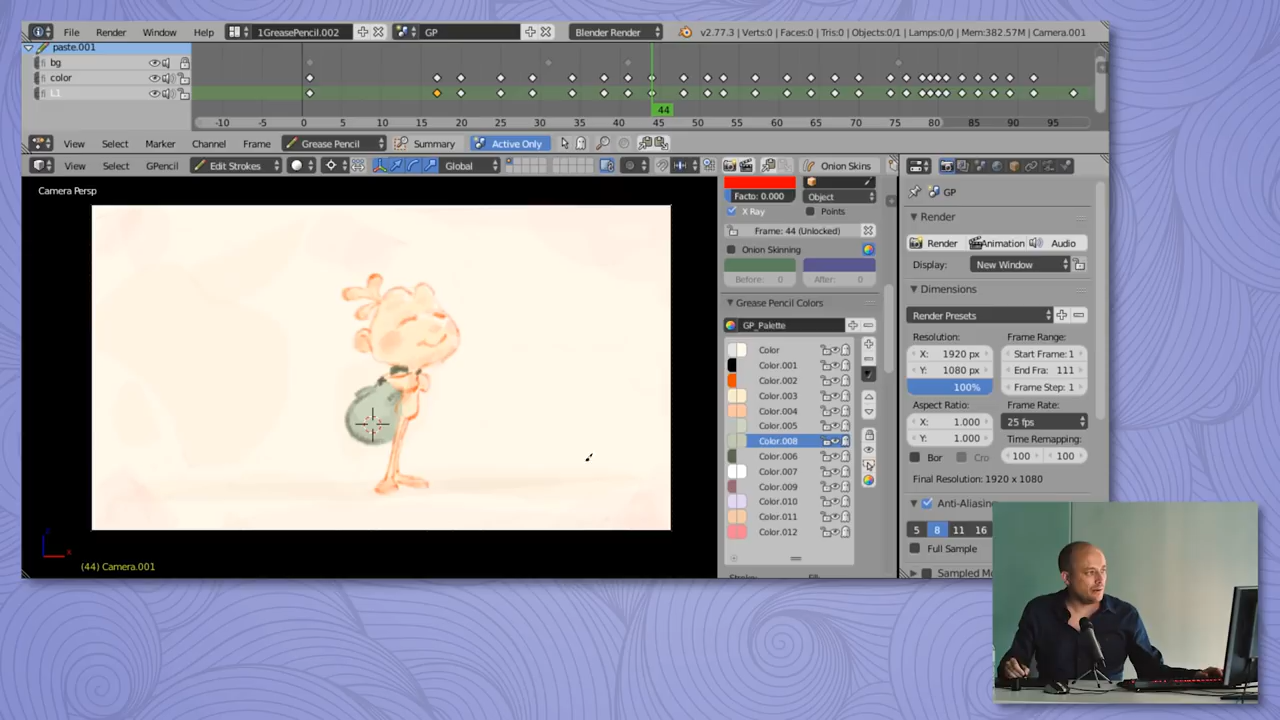 File Render Window Help 1GreasePencil.002 GP Blender Render v2.77.3 | Verts:0 | Faces:0 | Tris:0 | Objects:0/1 | Lamps:0/0 | Mem:382.57M | Camera.001
paste.001
bg
color
L1
44
-10 -5 0 5 10 15 20 25 30 35 40 45 50 55 60 65 70 75 80 85 90 95
View Select Marker Channel Frame Grease Pencil Summary Active Only
View Select GPencil Edit Strokes Global Onion Skins
Camera Persp
Facto: 0.000 Object
X Ray Points
Frame: 44 (Unlocked)
Onion Skinning
Before: 0 After: 0
Grease Pencil Colors
GP_Palette
Color
Color.001
Color.002
Color.003
Color.004
Color.005
Color.008
Color.006
Color.007
Color.009
Color.010
Color.011
Color.012
(44) Camera.001
GP
Render
Render Animation Audio
Display: New Window
Dimensions
Render Presets
Resolution: Frame Range:
X: 1920 px Start Frame: 1
Y: 1080 px End Fra: 111
100% Frame Step: 1
Aspect Ratio: Frame Rate:
X: 1.000 25 fps
Y: 1.000 Time Remapping:
Bor Cro 100 100
Final Resolution: 1920 x 1080
Anti-Aliasing
5 8 11 16
Full Sample
Sampled Mo